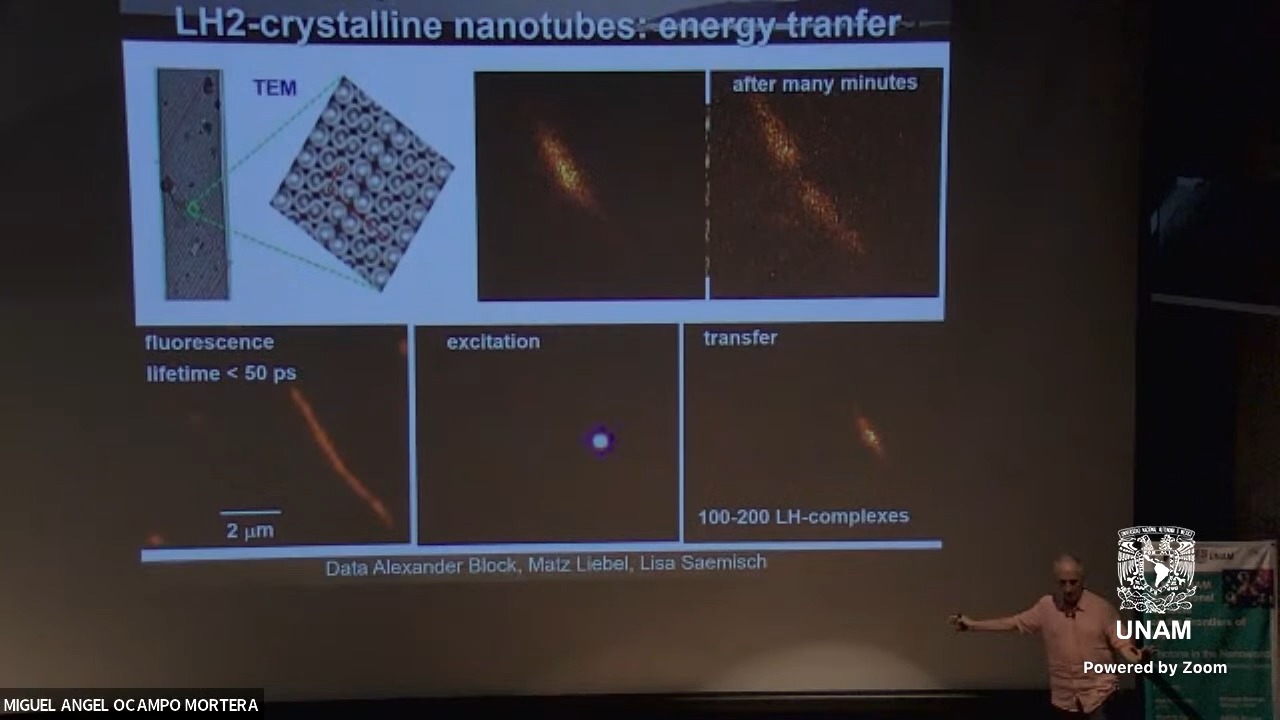 LH2-crystalline nanotubes: energy tranfer
TEM
after many minutes
fluorescence
lifetime < 50 ps
excitation
transfer
2 μm
100-200 LH-complexes
Data Alexander Block, Matz Liebel, Lisa Saemisch
UNAM
Powered by Zoom
MIGUEL ANGEL OCAMPO MORTERA